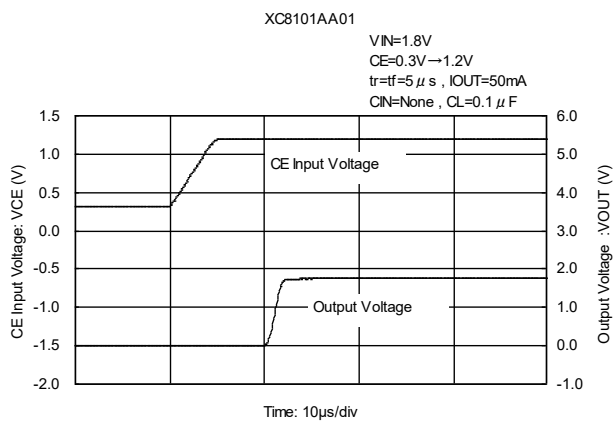 XC8101AA01
VIN=1.8V
CE=0.3V→1.2V
tr=tf=5μs , IOUT=50mA
CIN=None , CL=0.1μF
CE Input Voltage: VCE (V)
1.5
1.0
0.5
0.0
-0.5
-1.0
-1.5
-2.0
CE Input Voltage
Output Voltage
6.0
5.0
4.0
3.0
2.0
1.0
0.0
-1.0
Output Voltage :VOUT (V)
Time: 10μs/div